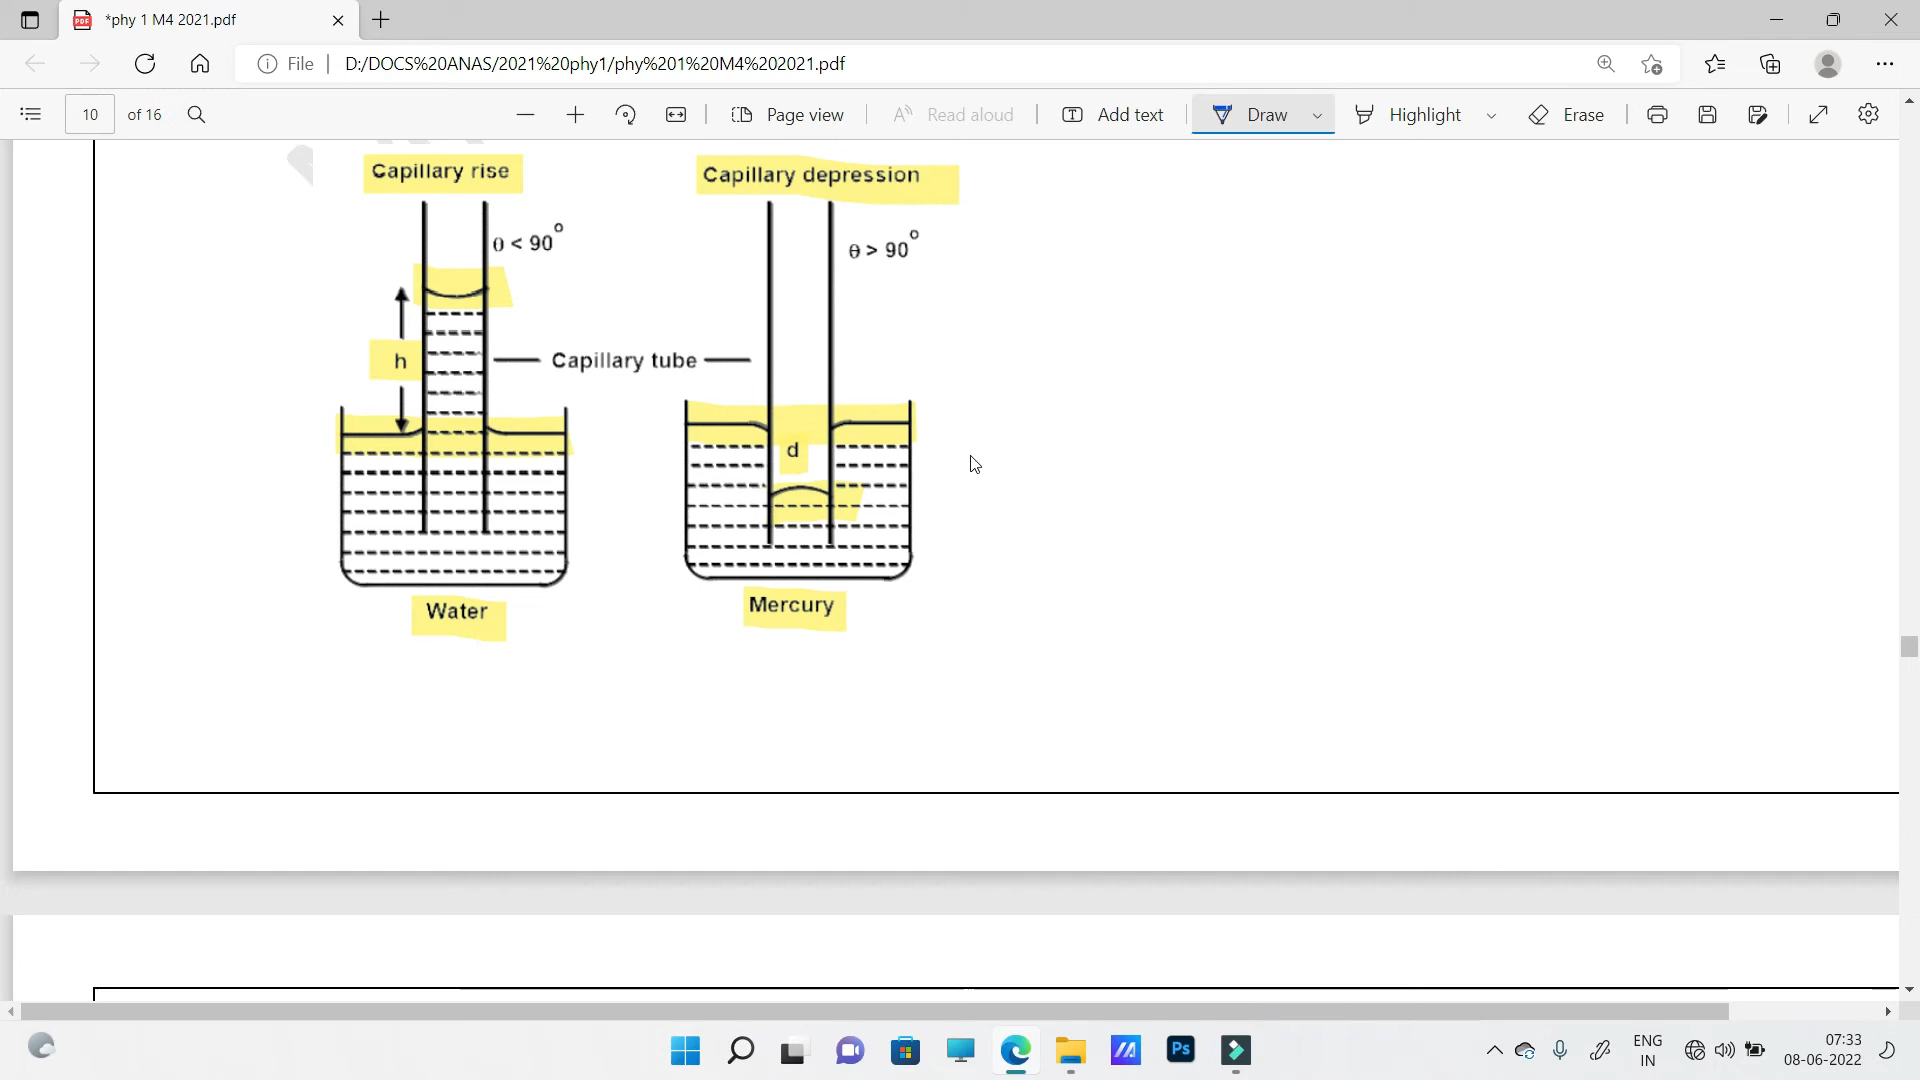 *phy 1 M4 2021.pdf
File
D:/DOCS%20ANAS/2021%20phy1/phy%201%20M4%202021.pdf
10 of 16
Page view
Read aloud
Add text
Draw
Highlight
Erase
Capillary rise
Capillary depression
θ < 90°
θ > 90°
h
Capillary tube
d
Water
Mercury
Ps
ENG
IN
07:33
08-06-2022